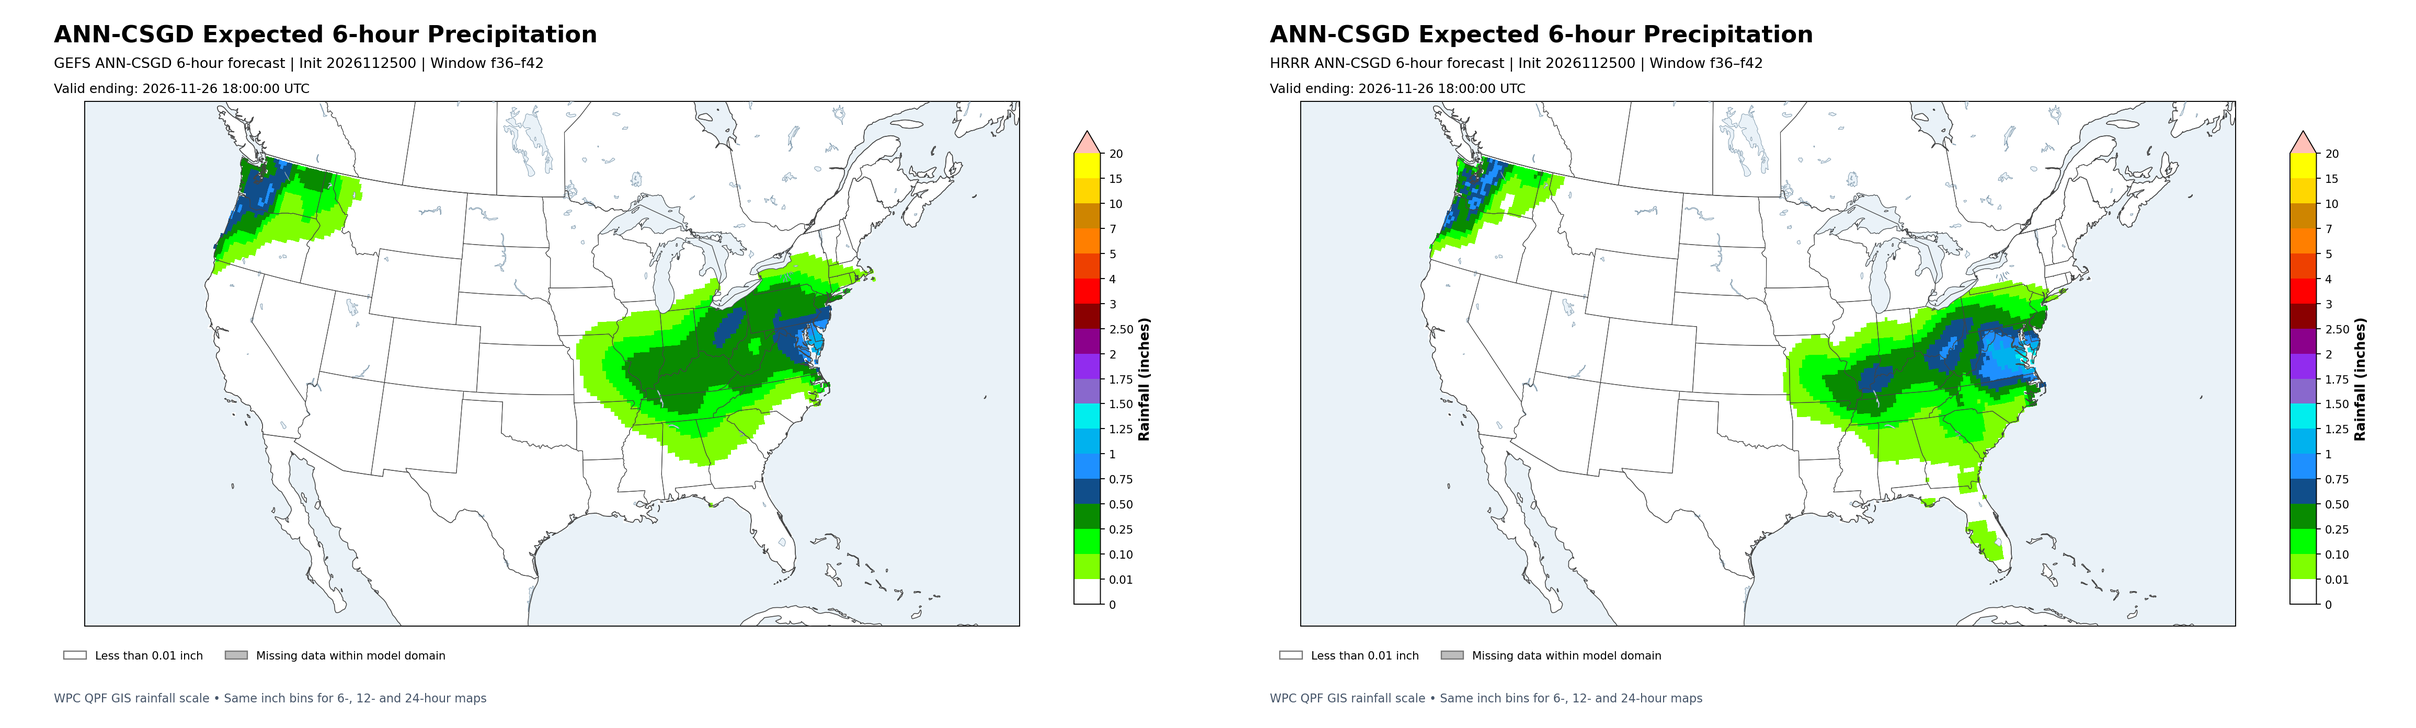 ANN-CSGD Expected 6-hour Precipitation
GEFS ANN-CSGD 6-hour forecast | Init 2026112500 | Window f36–f42
Valid ending: 2026-11-26 18:00:00 UTC
20
15
10
7
5
4
3
2.50
2
1.75
1.50
1.25
1
0.75
0.50
0.25
0.10
0.01
0
Rainfall (inches)
Less than 0.01 inch
Missing data within model domain
WPC QPF GIS rainfall scale • Same inch bins for 6-, 12- and 24-hour maps
ANN-CSGD Expected 6-hour Precipitation
HRRR ANN-CSGD 6-hour forecast | Init 2026112500 | Window f36–f42
Valid ending: 2026-11-26 18:00:00 UTC
20
15
10
7
5
4
3
2.50
2
1.75
1.50
1.25
1
0.75
0.50
0.25
0.10
0.01
0
Rainfall (inches)
Less than 0.01 inch
Missing data within model domain
WPC QPF GIS rainfall scale • Same inch bins for 6-, 12- and 24-hour maps